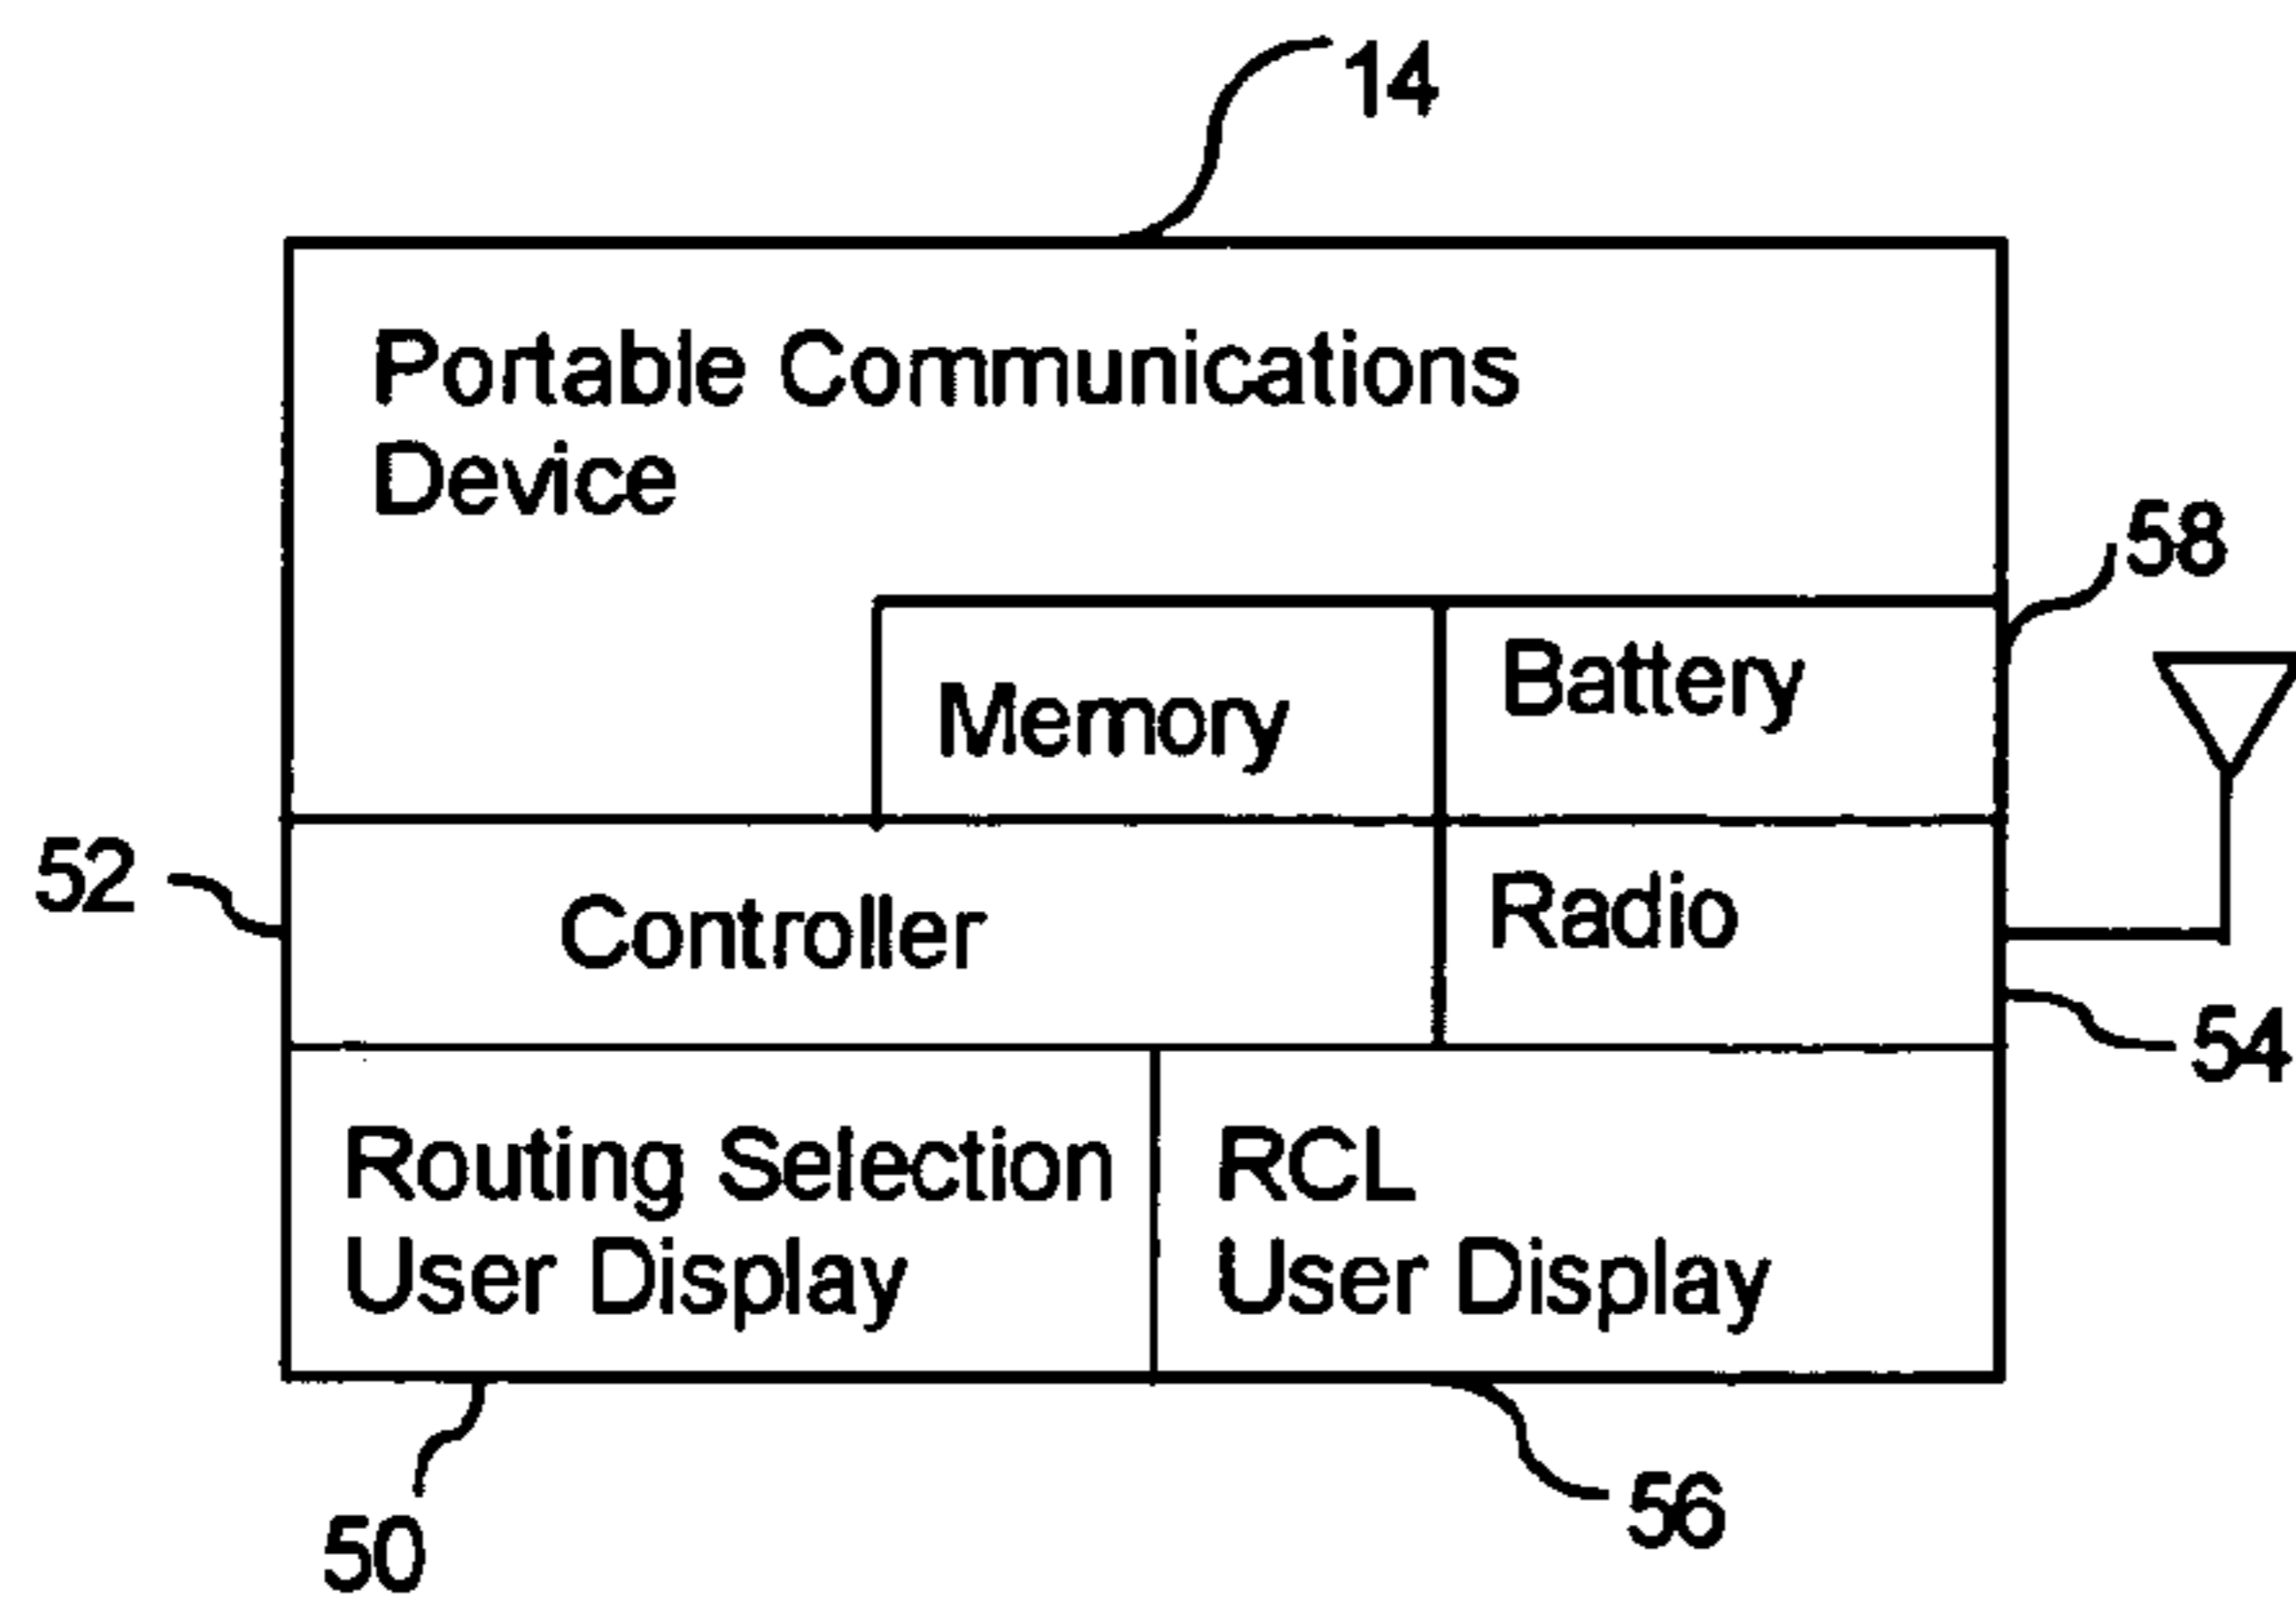 14
Portable Communications
Device
58
Memory
Battery
52
Controller
Radio
54
Routing Selection
User Display
RCL
User Display
50
56